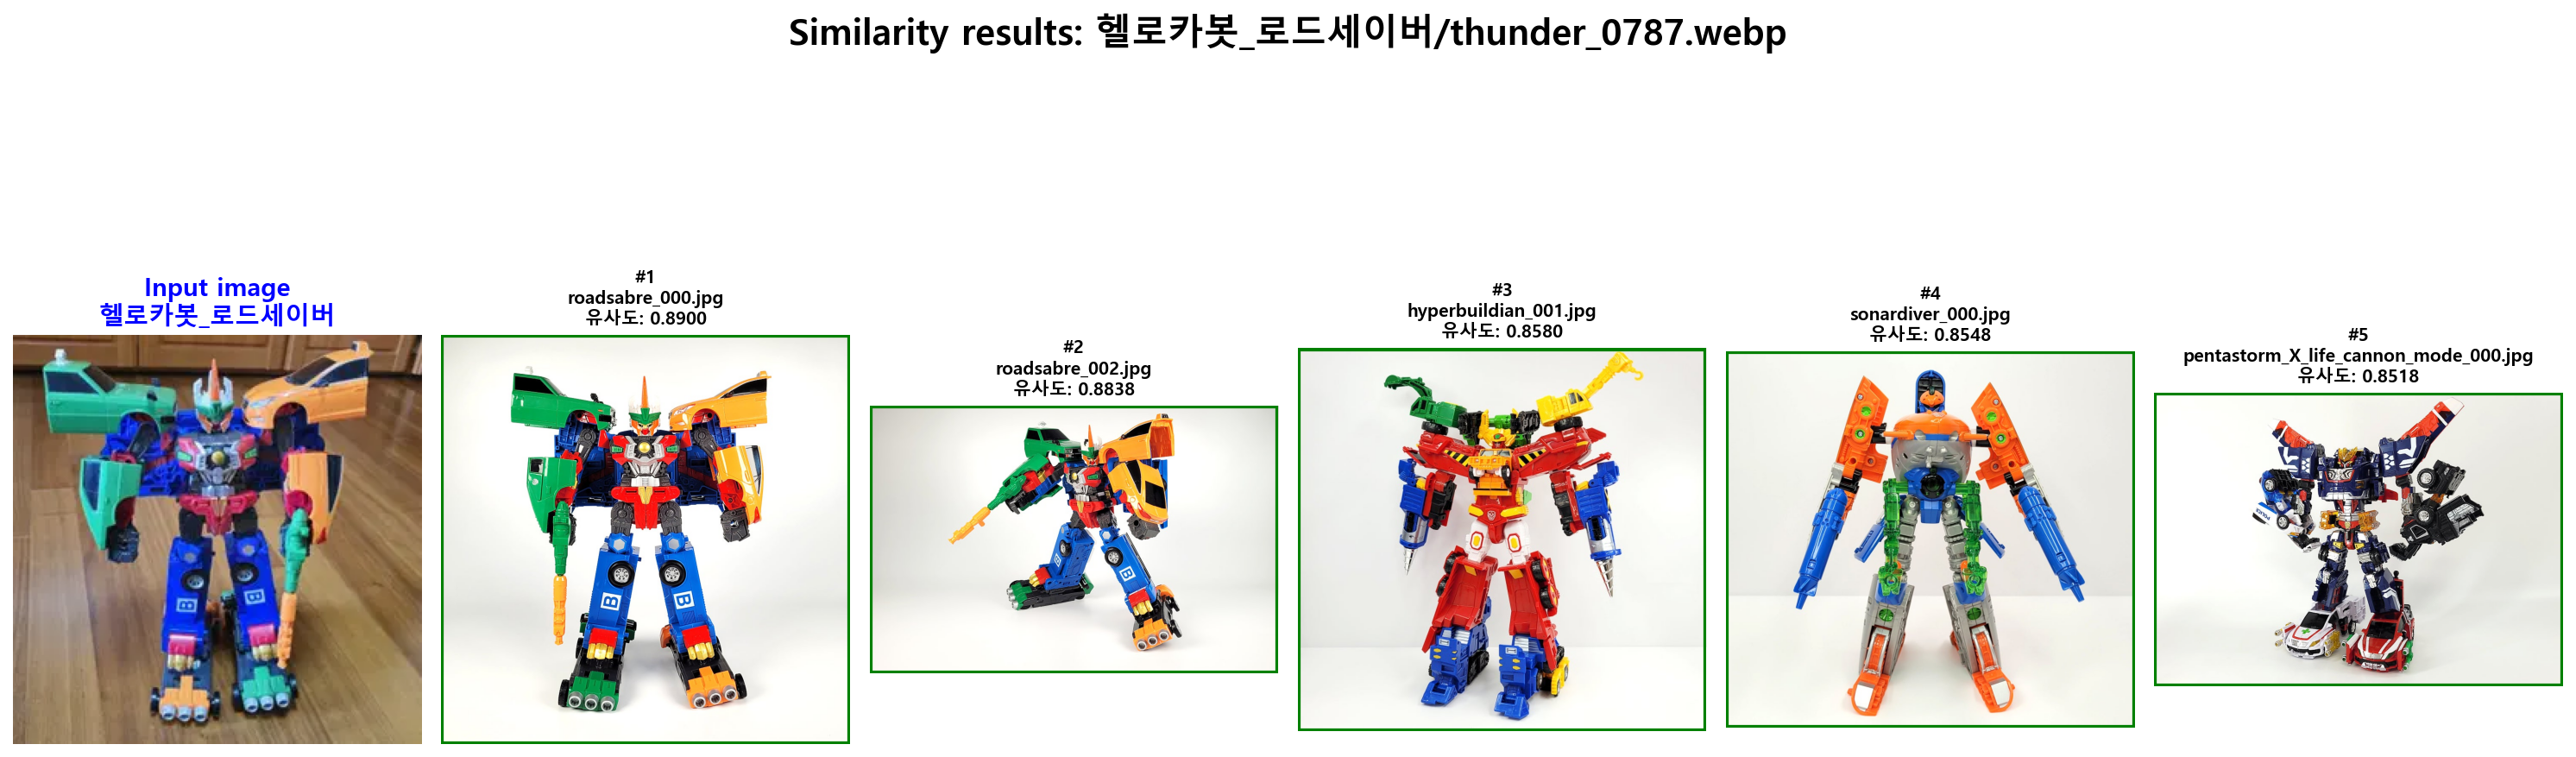 Similarity results: 헬로카봇_로드세이버/thunder_0787.webp
Input image
헬로카봇_로드세이버
#1
roadsabre_000.jpg
유사도: 0.8900
#2
roadsabre_002.jpg
유사도: 0.8838
#3
hyperbuildian_001.jpg
유사도: 0.8580
#4
sonardiver_000.jpg
유사도: 0.8548
#5
pentastorm_X_life_cannon_mode_000.jpg
유사도: 0.8518
B
B
B
B
B
B